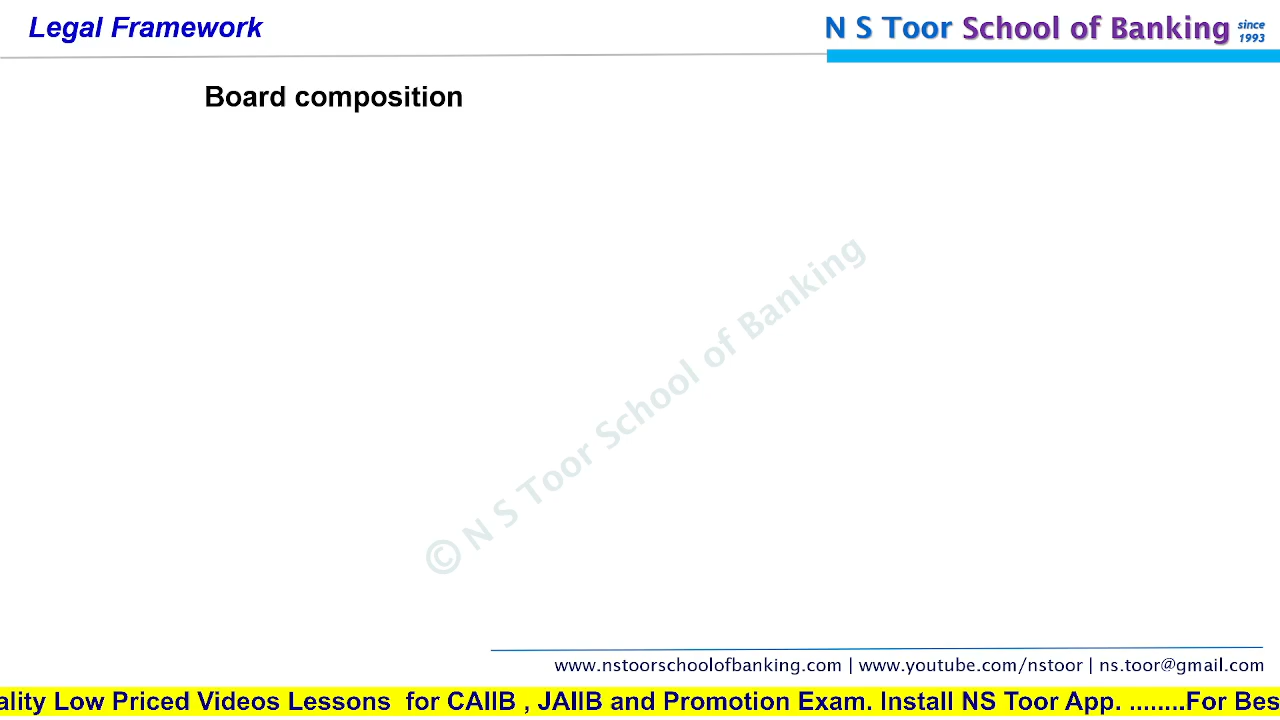 Legal Framework
N S Toor School of Banking since 1993
Board composition
© N S Toor School of Banking
www.nstoorschoolofbanking.com | www.youtube.com/nstoor | ns.toor@gmail.com
ality Low Priced Videos Lessons for CAIIB , JAIIB and Promotion Exam. Install NS Toor App. ........For Bes